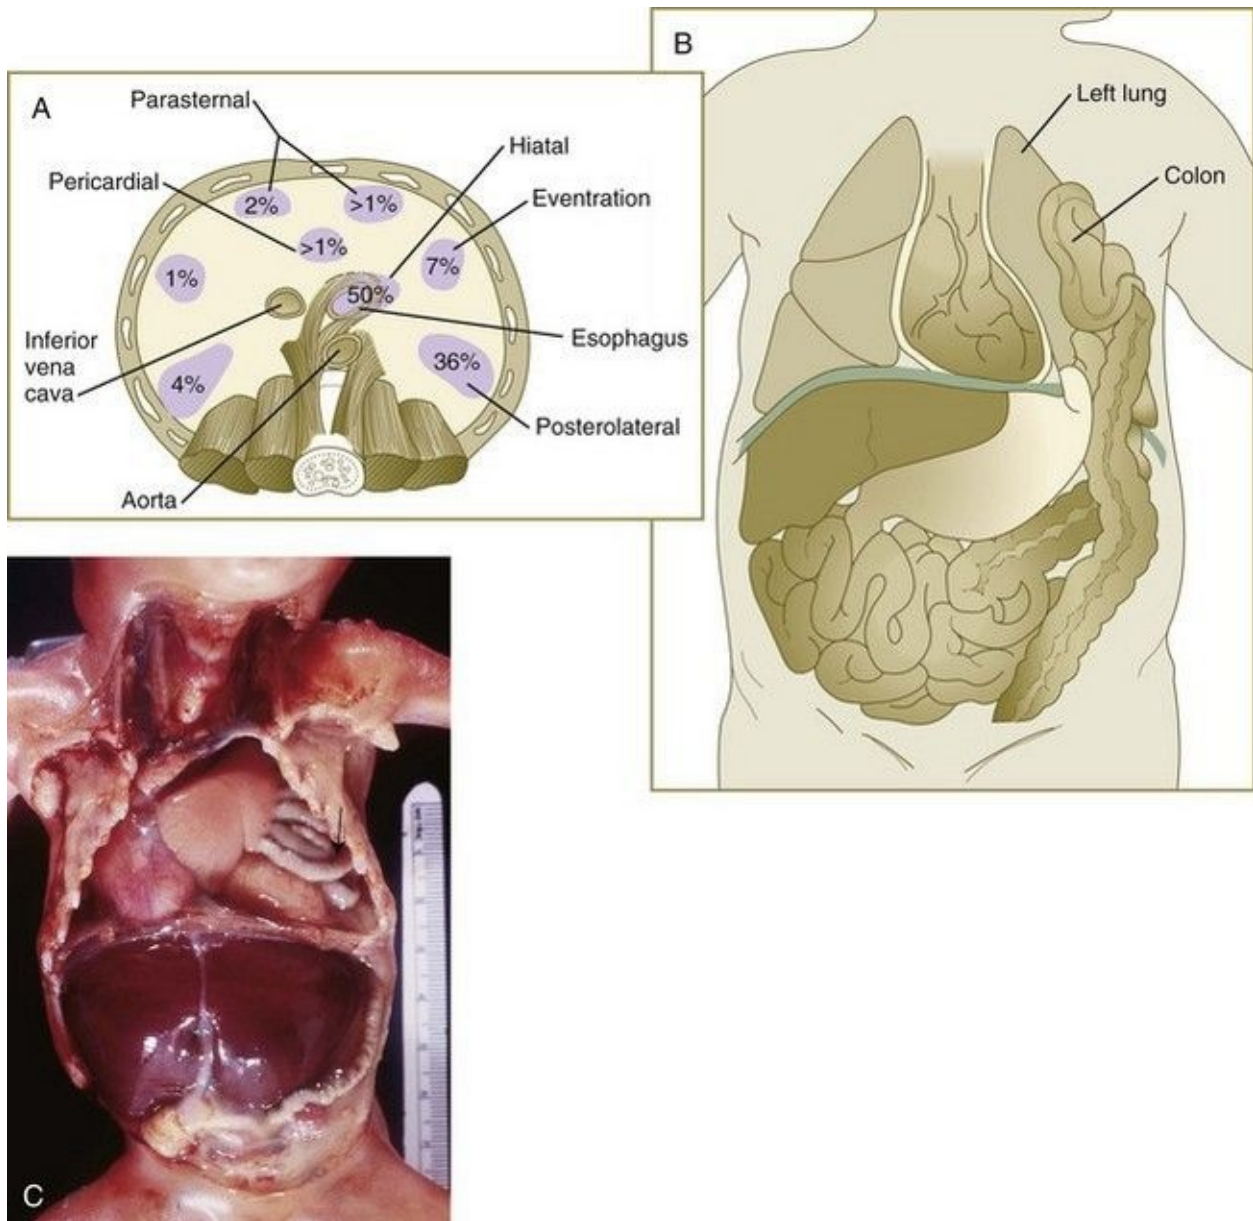 A
Parasternal
Hiatal
Pericardial
Eventration
2%
>1%
>1%
1%
7%
50%
Esophagus
Inferior
vena
cava
4%
36%
Posterolateral
Aorta
B
Left lung
Colon
C